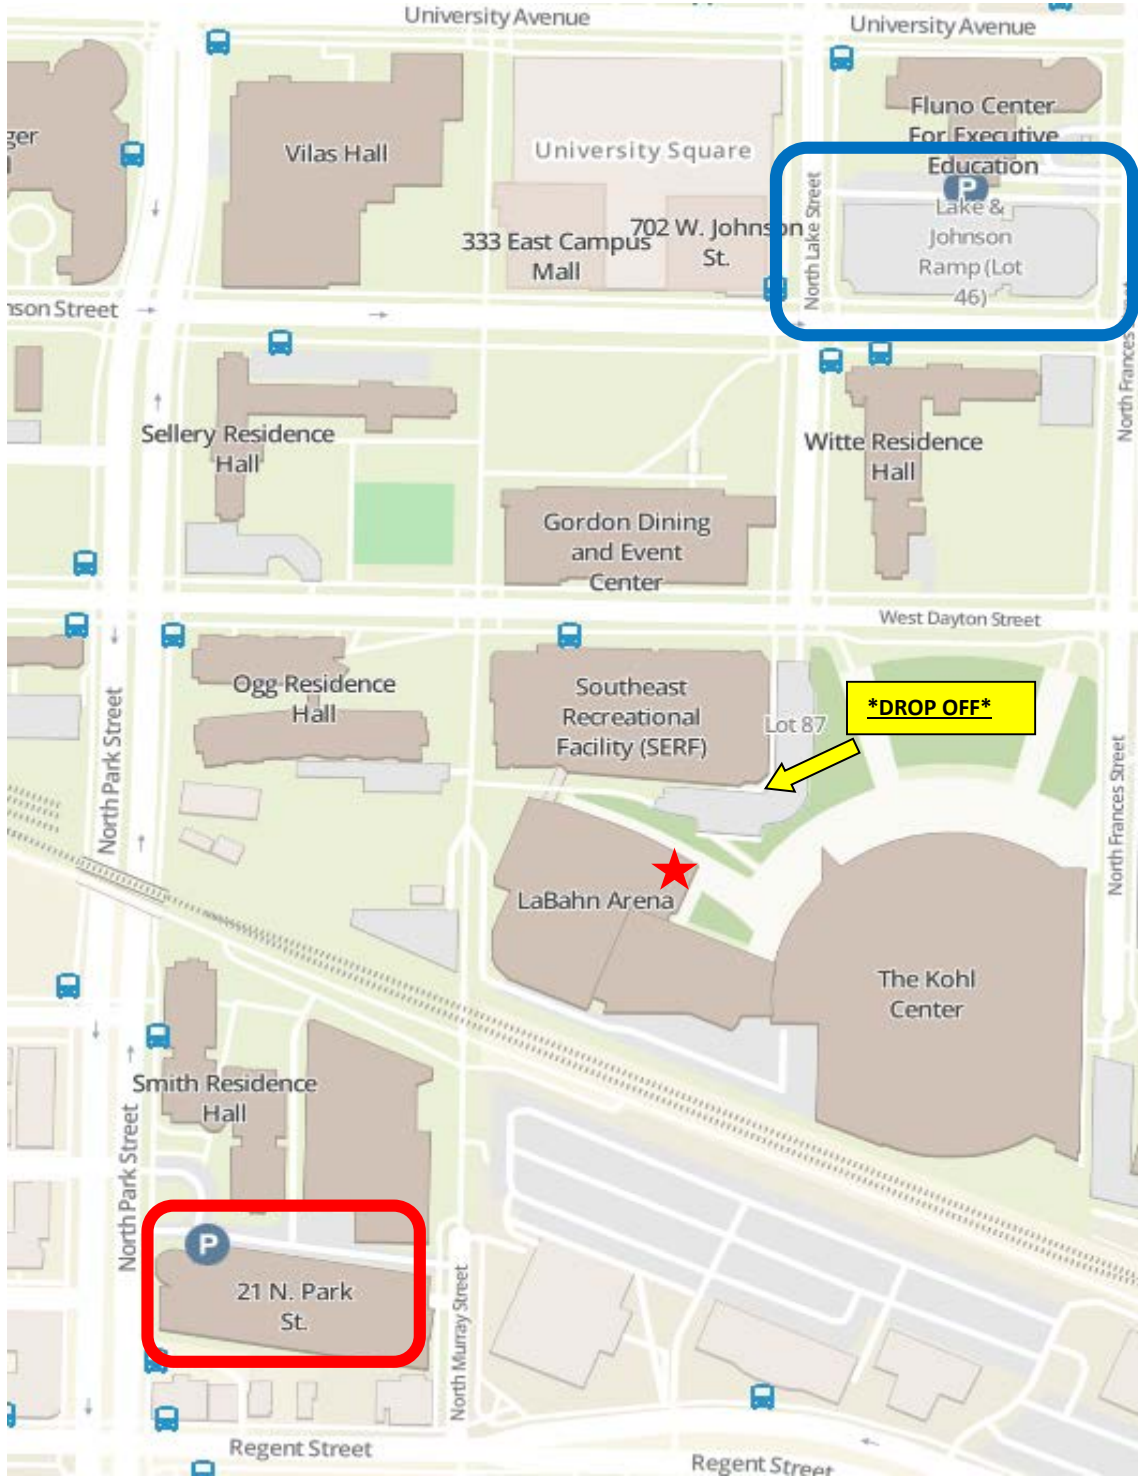 University Avenue
University Avenue
Fluno Center
For Executive
Education
ger
Vilas Hall
University Square
P
Lake &
Johnson
Ramp (Lot
46)
North Lake Street
333 East Campus
Mall
702 W. Johnson
St.
nson Street
North Frances Street
Sellery Residence
Hall
Witte Residence
Hall
Gordon Dining
and Event
Center
West Dayton Street
Ogg Residence
Hall
Southeast
Recreational
Facility (SERF)
Lot 87
*DROP OFF*
North Park Street
North Frances Street
LaBahn Arena
The Kohl
Center
Smith Residence
Hall
North Park Street
P
21 N. Park
St.
North Murray Street
Regent Street
Regent Street